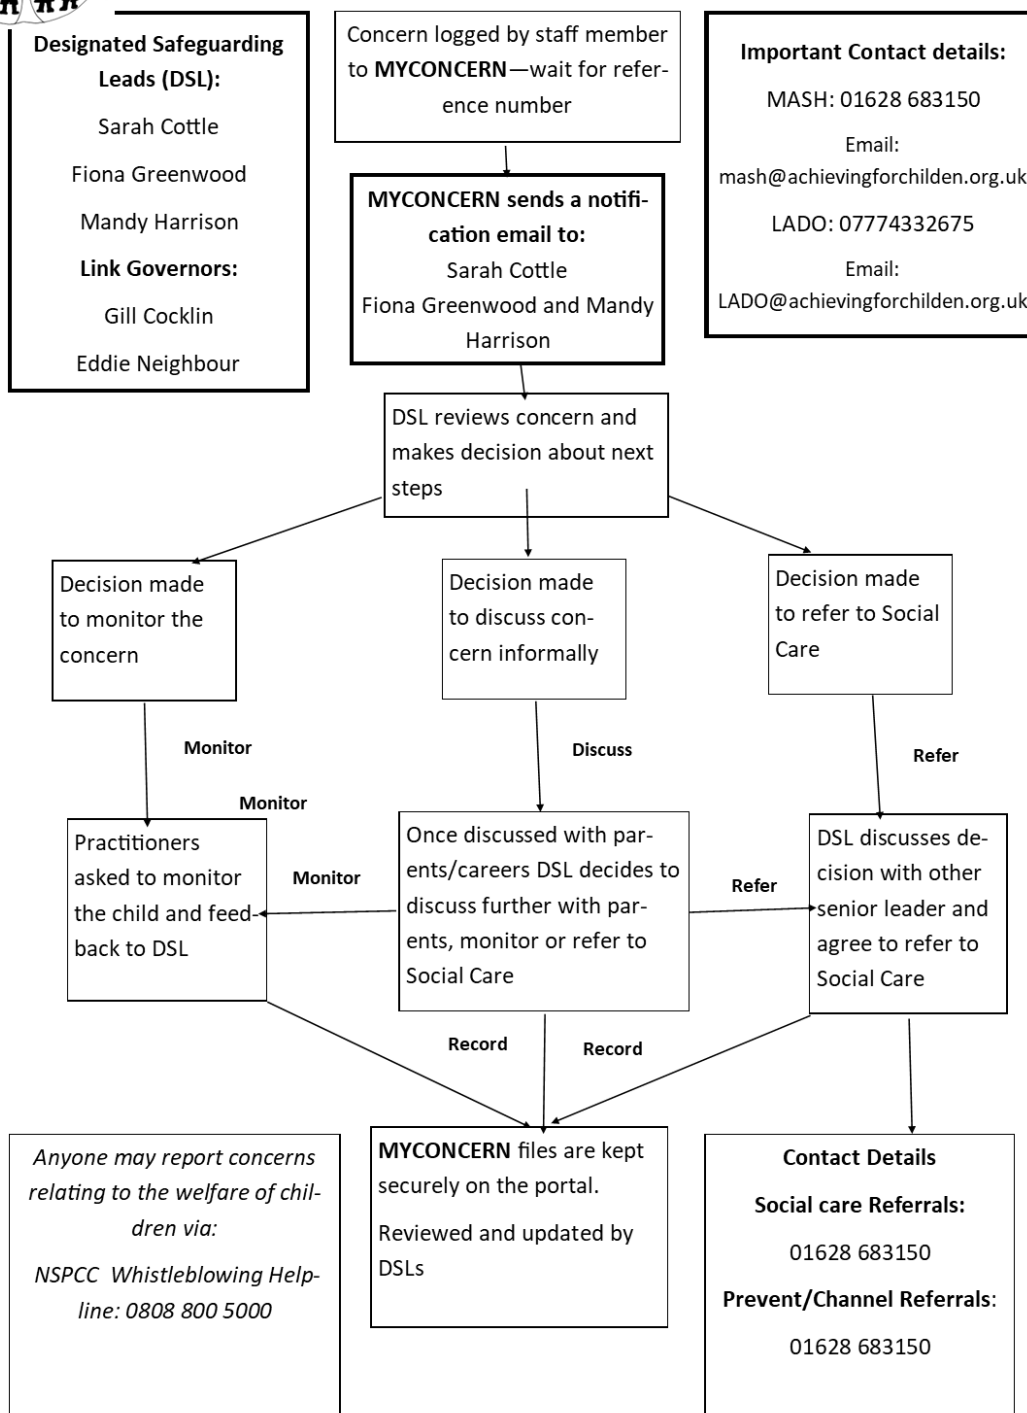 Designated Safeguarding
Leads (DSL):
Sarah Cottle
Fiona Greenwood
Mandy Harrison
Link Governors:
Gill Cocklin
Eddie Neighbour
Concern logged by staff member
to MYCONCERN—wait for refer-
ence number
Important Contact details:
MASH: 01628 683150
Email:
mash@achievingforchilden.org.uk
LADO: 07774332675
Email:
LADO@achievingforchilden.org.uk
MYCONCERN sends a notifi-
cation email to:
Sarah Cottle
Fiona Greenwood and Mandy
Harrison
DSL reviews concern and
makes decision about next
steps
Decision made
to monitor the
concern
Decision made
to discuss con-
cern informally
Decision made
to refer to Social
Care
Monitor
Discuss
Refer
Monitor
Practitioners
asked to monitor
the child and feed-
back to DSL
Monitor
Once discussed with par-
ents/careers DSL decides to
discuss further with par-
ents, monitor or refer to
Social Care
Refer
DSL discusses de-
cision with other
senior leader and
agree to refer to
Social Care
Record
Record
Anyone may report concerns
relating to the welfare of chil-
dren via:
NSPCC  Whistleblowing Help-
line: 0808 800 5000
MYCONCERN files are kept
securely on the portal.
Reviewed and updated by
DSLs
Contact Details
Social care Referrals:
01628 683150
Prevent/Channel Referrals:
01628 683150